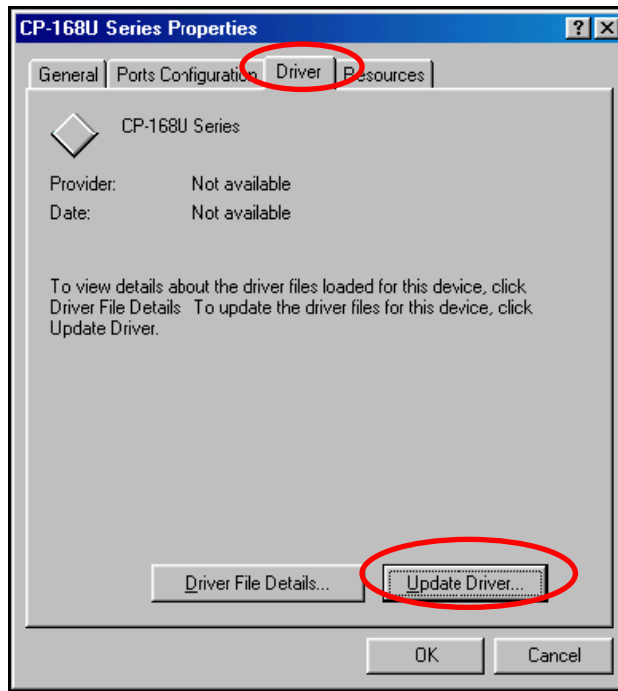 CP-168U Series Properties
? X
General Ports Configuration Driver Resources
CP-168U Series
Provider: Not available
Date: Not available
To view details about the driver files loaded for this device, click
Driver File Details To update the driver files for this device, click
Update Driver.
Driver File Details... Update Driver...
OK Cancel